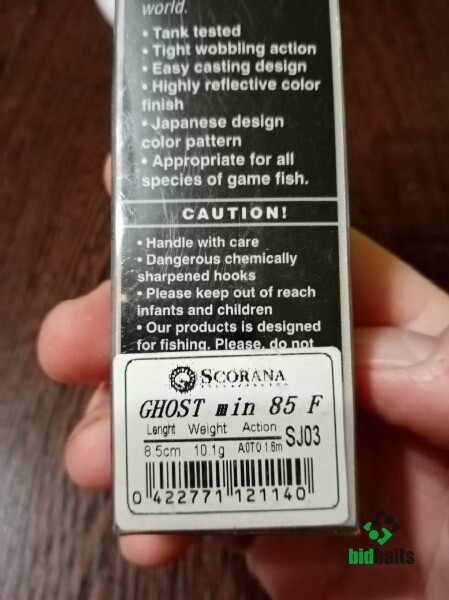 world.
• Tank tested
• Tight wobbling action
• Easy casting design
• Highly reflective color
finish
• Japanese design
color pattern
• Appropriate for all
species of game fish.
CAUTION!
• Handle with care
• Dangerous chemically
sharpened hooks
• Please keep out of reach
infants and children
• Our products is designed
for fishing. Please, do not
SCORANA
GHOST min 85 F
Lenght Weight Action
8.5cm 10.1g A:0TO 1.6m SJ03
0 422771 121140
bidbaits